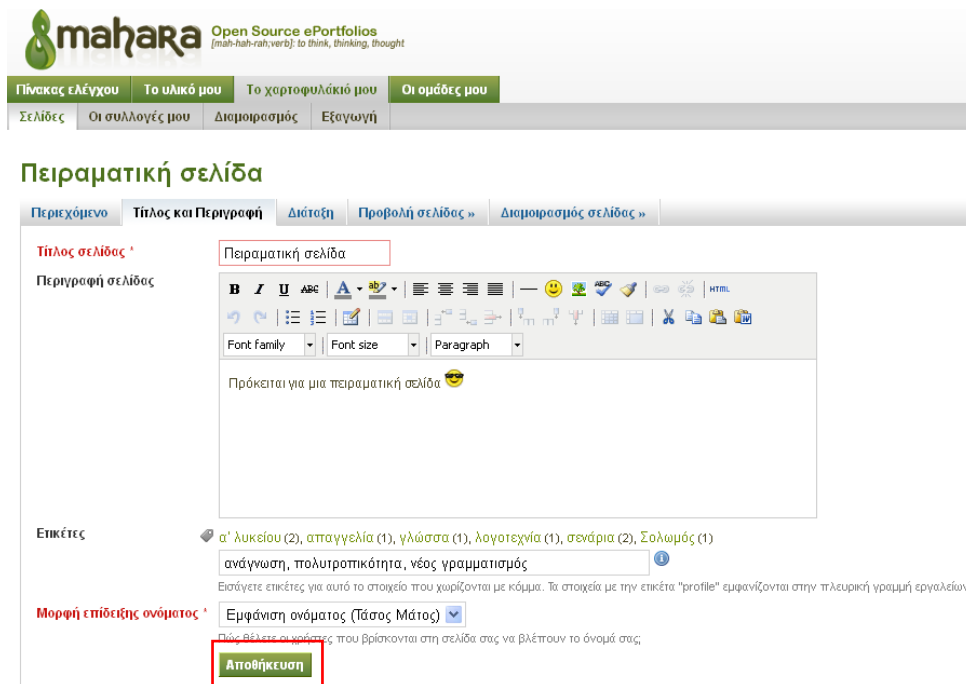 mahara Open Source ePortfolios
[mah-hah-rah;verb]: to think, thinking, thought
Πίνακας ελέγχου Το υλικό μου Το χαρτοφυλάκιό μου Οι ομάδες μου
Σελίδες Οι συλλογές μου Διαμοιρασμός Εξαγωγή
Πειραματική σελίδα
Περιεχόμενο Τίτλος και Περιγραφή Διάταξη Προβολή σελίδας » Διαμοιρασμός σελίδας »
Τίτλος σελίδας * Πειραματική σελίδα
Περιγραφή σελίδας
B I U ABC A ab HTML
Font family Font size Paragraph
Πρόκειται για μια πειραματική σελίδα
Ετικέτες α' λυκείου (2), απαγγελία (1), γλώσσα (1), λογοτεχνία (1), σενάρια (2), Σολωμός (1)
ανάγνωση, πολυτροπικότητα, νέος γραμματισμός
Εισάγετε ετικέτες για αυτό το στοιχείο που χωρίζονται με κόμμα. Τα στοιχεία με την ετικέτα "profile" εμφανίζονται στην πλευρική γραμμή εργαλείων
Μορφή επίδειξης ονόματος * Εμφάνιση ονόματος (Τάσος Μάτος)
Πώς θέλετε οι χρήστες που βρίσκονται στη σελίδα σας να βλέπουν το όνομά σας;
Αποθήκευση